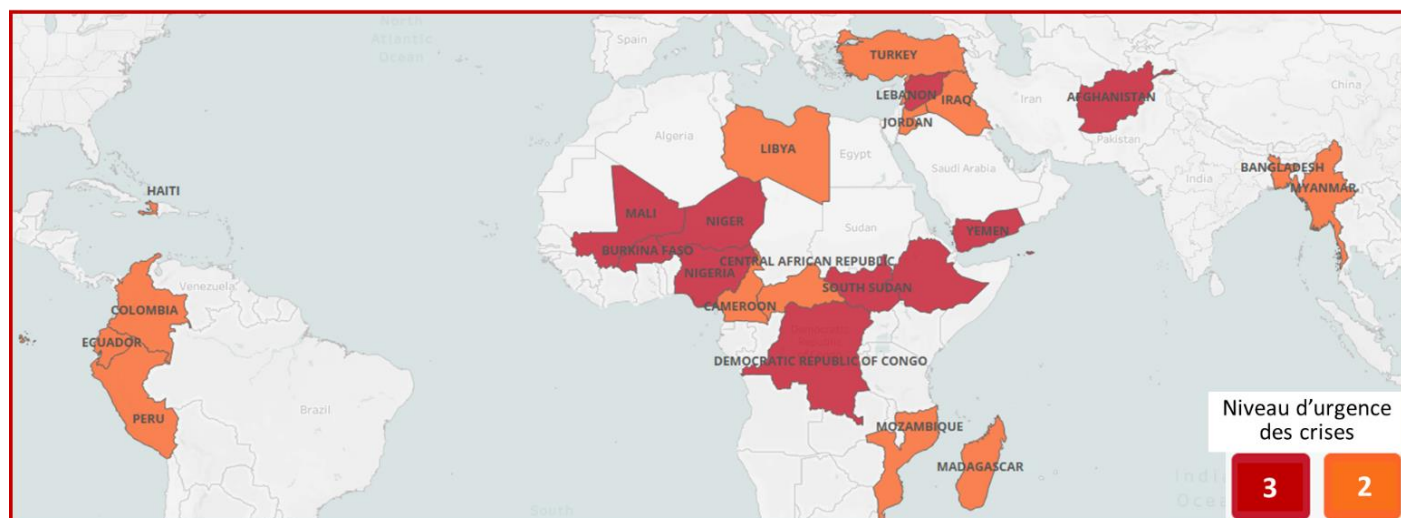 North
Atlantic
Ocean
Spain
TURKEY
LEBANON
IRAQ
JORDAN
Iran
AFGHANISTAN
China
Pakistan
Algeria
LIBYA
Egypt
Saudi Arabia
India
BANGLADESH
MYANMAR
HAITI
MALI
NIGER
Sudan
YEMEN
BURKINA FASO
NIGERIA
CENTRAL AFRICAN REPUBLIC
SOUTH SUDAN
CAMEROON
Venezuela
COLOMBIA
ECUADOR
DEMOCRATIC REPUBLIC OF CONGO
PERU
Brazil
MOZAMBIQUE
MADAGASCAR
South
Niveau d’urgence
des crises
3 2